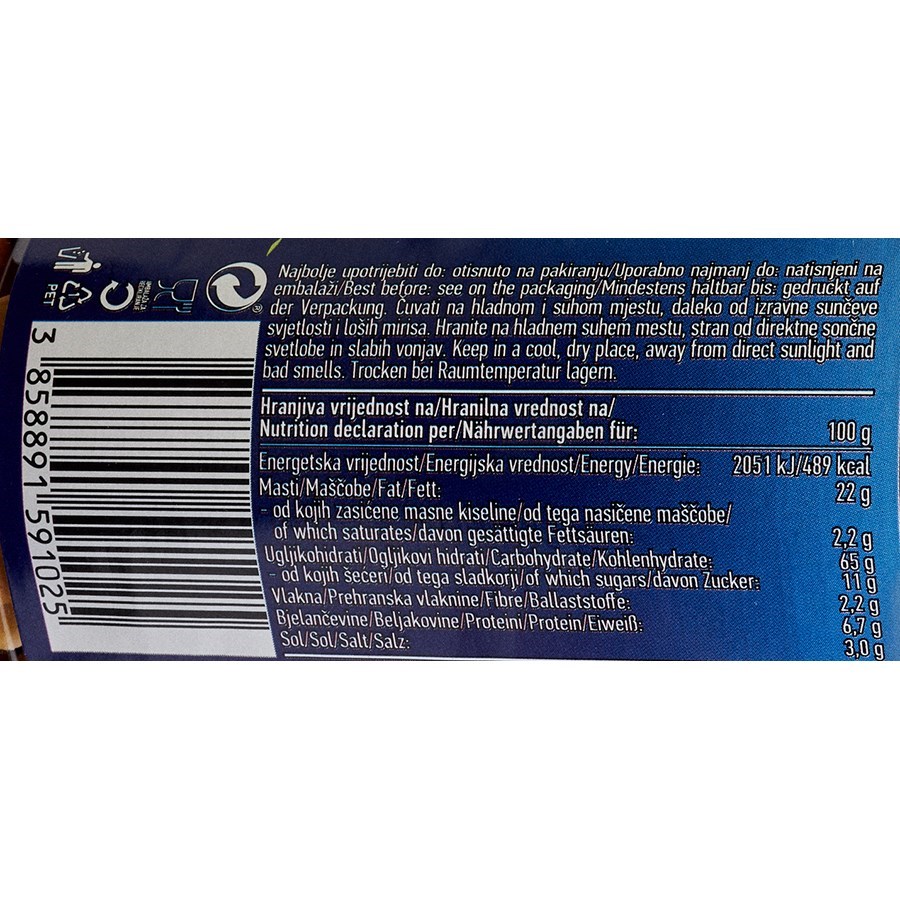 Najbolje upotrijebiti do: otisnuto na pakiranju/Uporabno najmanj do: natisnjeni na
embalaži/Best before: see on the packaging/Mindestens haltbar bis: gedruckt auf
der Verpackung. Čuvati na hladnom i suhom mjestu, daleko od izravne sunčeve
svjetlosti i loših mirisa. Hranite na hladnem suhem mestu, stran od direktne sončne
svetlobe in slabih vonjav. Keep in a cool, dry place, away from direct sunlight and
bad smells. Trocken bei Raumtemperatur lagern.
Hranjiva vrijednost na/Hranilna vrednost na/
Nutrition declaration per/Nährwertangaben für: 100 g
Energetska vrijednost/Energijska vrednost/Energy/Energie: 2051 kJ/489 kcal
Masti/Maščobe/Fat/Fett: 22 g
- od kojih zasićene masne kiseline/od tega nasičene maščobe/
of which saturates/davon gesättigte Fettsäuren: 2,2 g
Ugljikohidrati/Ogljikovi hidrati/Carbohydrate/Kohlenhydrate: 65 g
- od kojih šećeri/od tega sladkorji/of which sugars/davon Zucker: 11 g
Vlakna/Prehranska vlaknine/Fibre/Ballaststoffe: 2,2 g
Bjelančevine/Beljakovine/Proteini/Protein/Eiweiß: 6,7 g
Sol/Sol/Salt/Salz: 3,0 g
PET
3 858891 591025